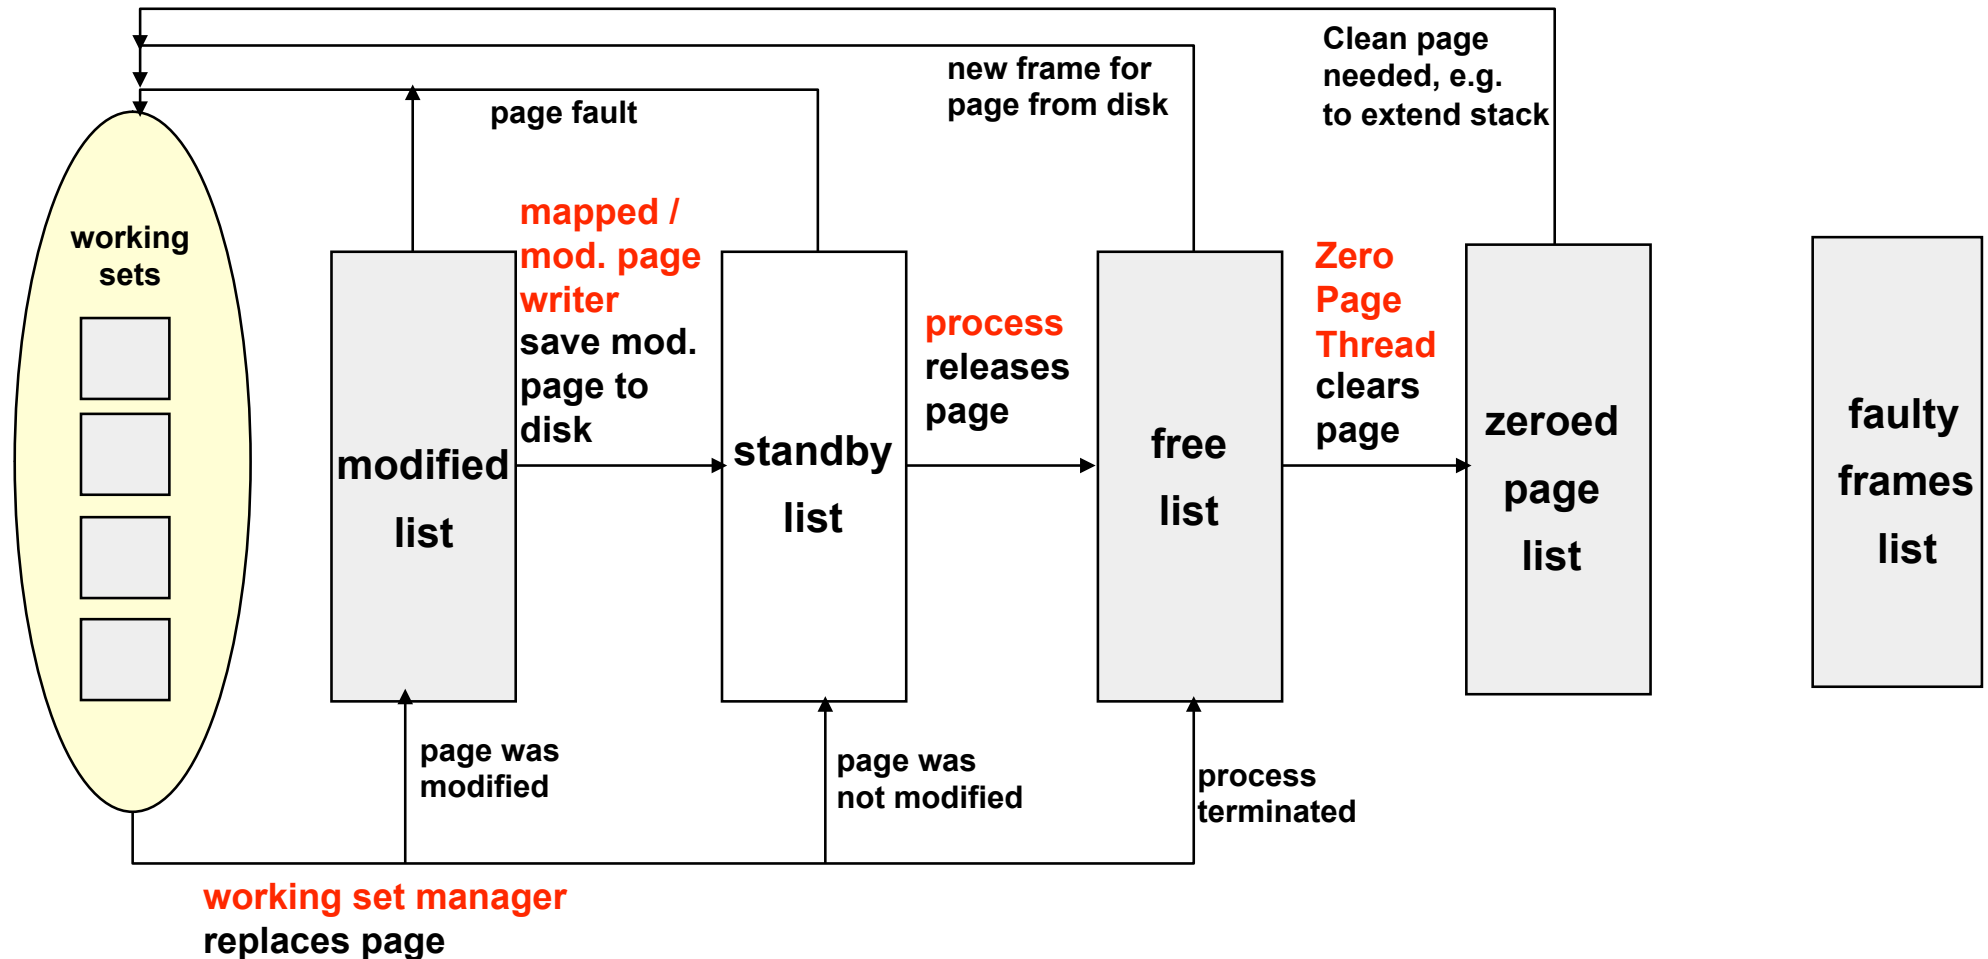 Clean page
needed, e.g.
to extend stack
new frame for
page from disk
page fault
working
sets
mapped /
mod. page
writer
save mod.
page to
disk
process
releases
page
Zero
Page
Thread
clears
page
modified
list
standby
list
free
list
zeroed
page
list
faulty
frames
list
page was
modified
page was
not modified
process
terminated
working set manager
replaces page